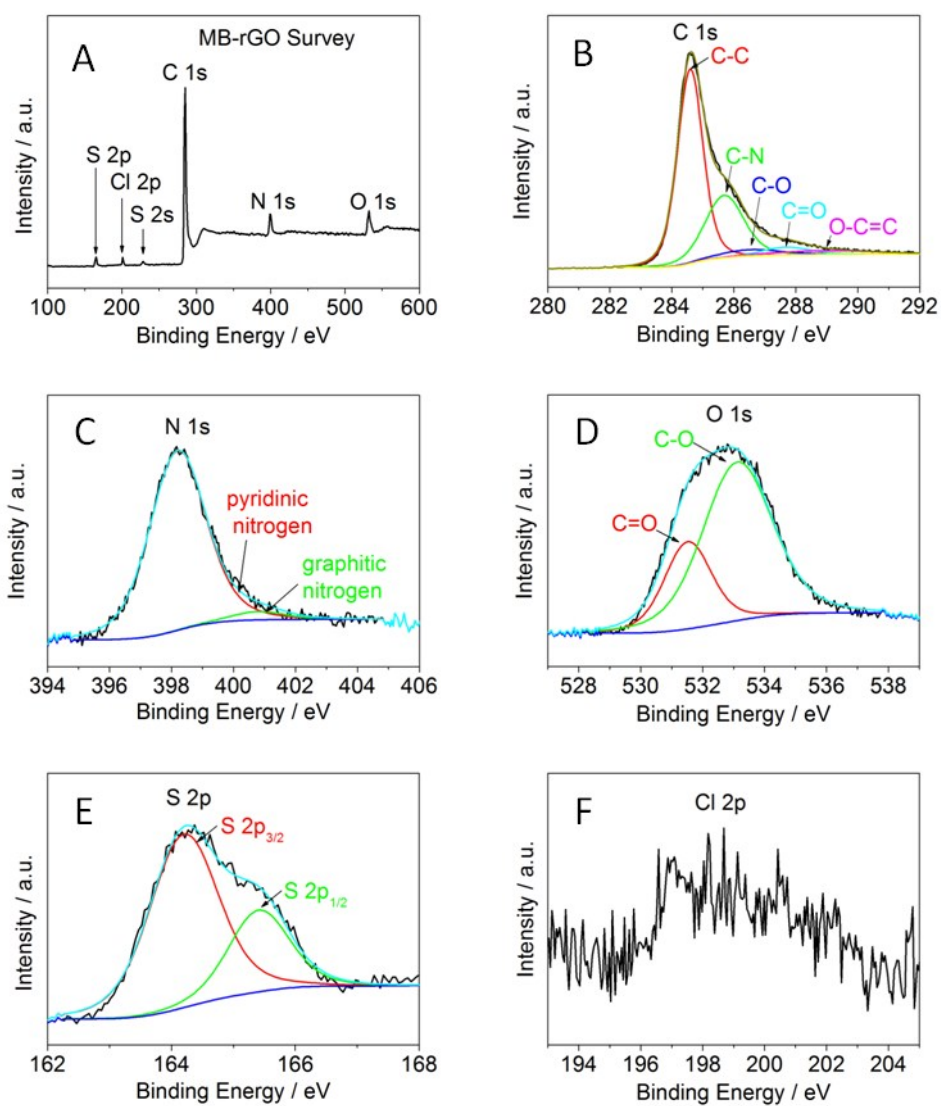 A
MB-rGO Survey
C 1s
S 2p
Cl 2p
S 2s
N 1s
O 1s
Intensity / a.u.
100 200 300 400 500 600
Binding Energy / eV
B
C 1s
C-C
C-N
C-O
C=O
O-C=C
Intensity / a.u.
280 282 284 286 288 290 292
Binding Energy / eV
C
N 1s
pyridinic
nitrogen
graphitic
nitrogen
Intensity / a.u.
394 396 398 400 402 404 406
Binding Energy / eV
D
O 1s
C-O
C=O
Intensity / a.u.
528 530 532 534 536 538
Binding Energy / eV
E
S 2p
S 2p3/2
S 2p1/2
Intensity / a.u.
162 164 166 168
Binding Energy / eV
F
Cl 2p
Intensity / a.u.
194 196 198 200 202 204
Binding Energy / eV